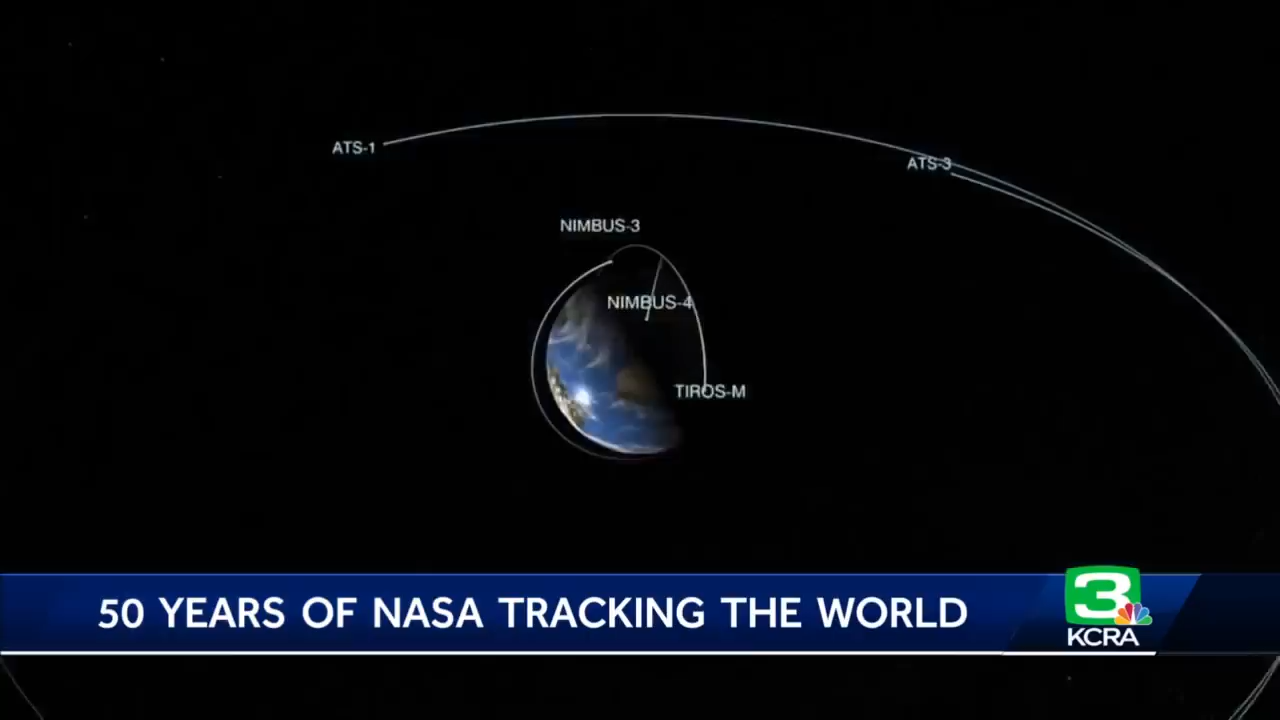 ATS-1
ATS-3
NIMBUS-3
NIMBUS-4
TIROS-M
50 YEARS OF NASA TRACKING THE WORLD
3
KCRA